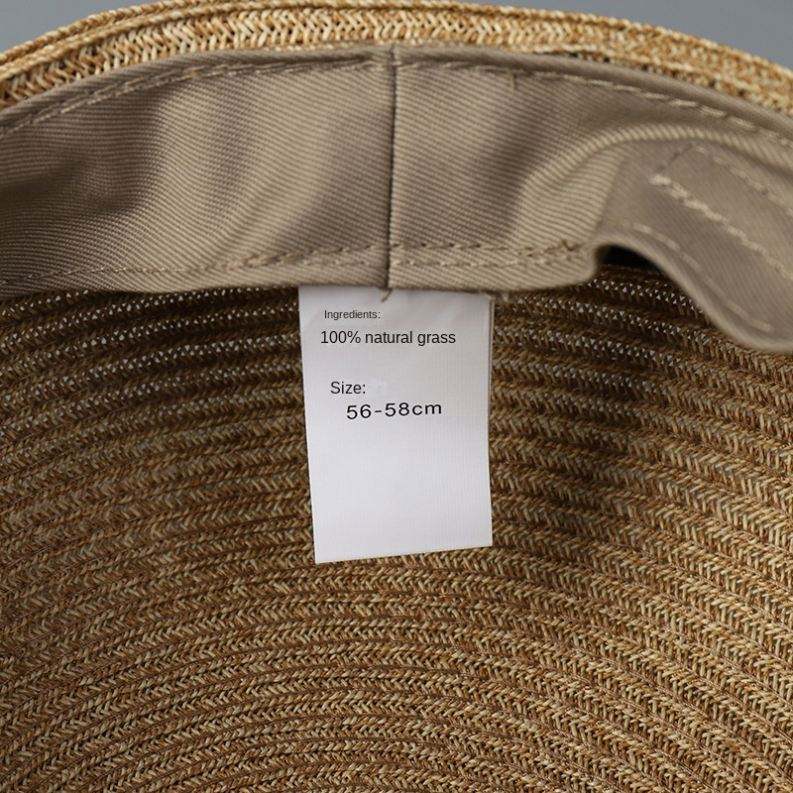 Ingredients:
100% natural grass
Size:
56-58cm